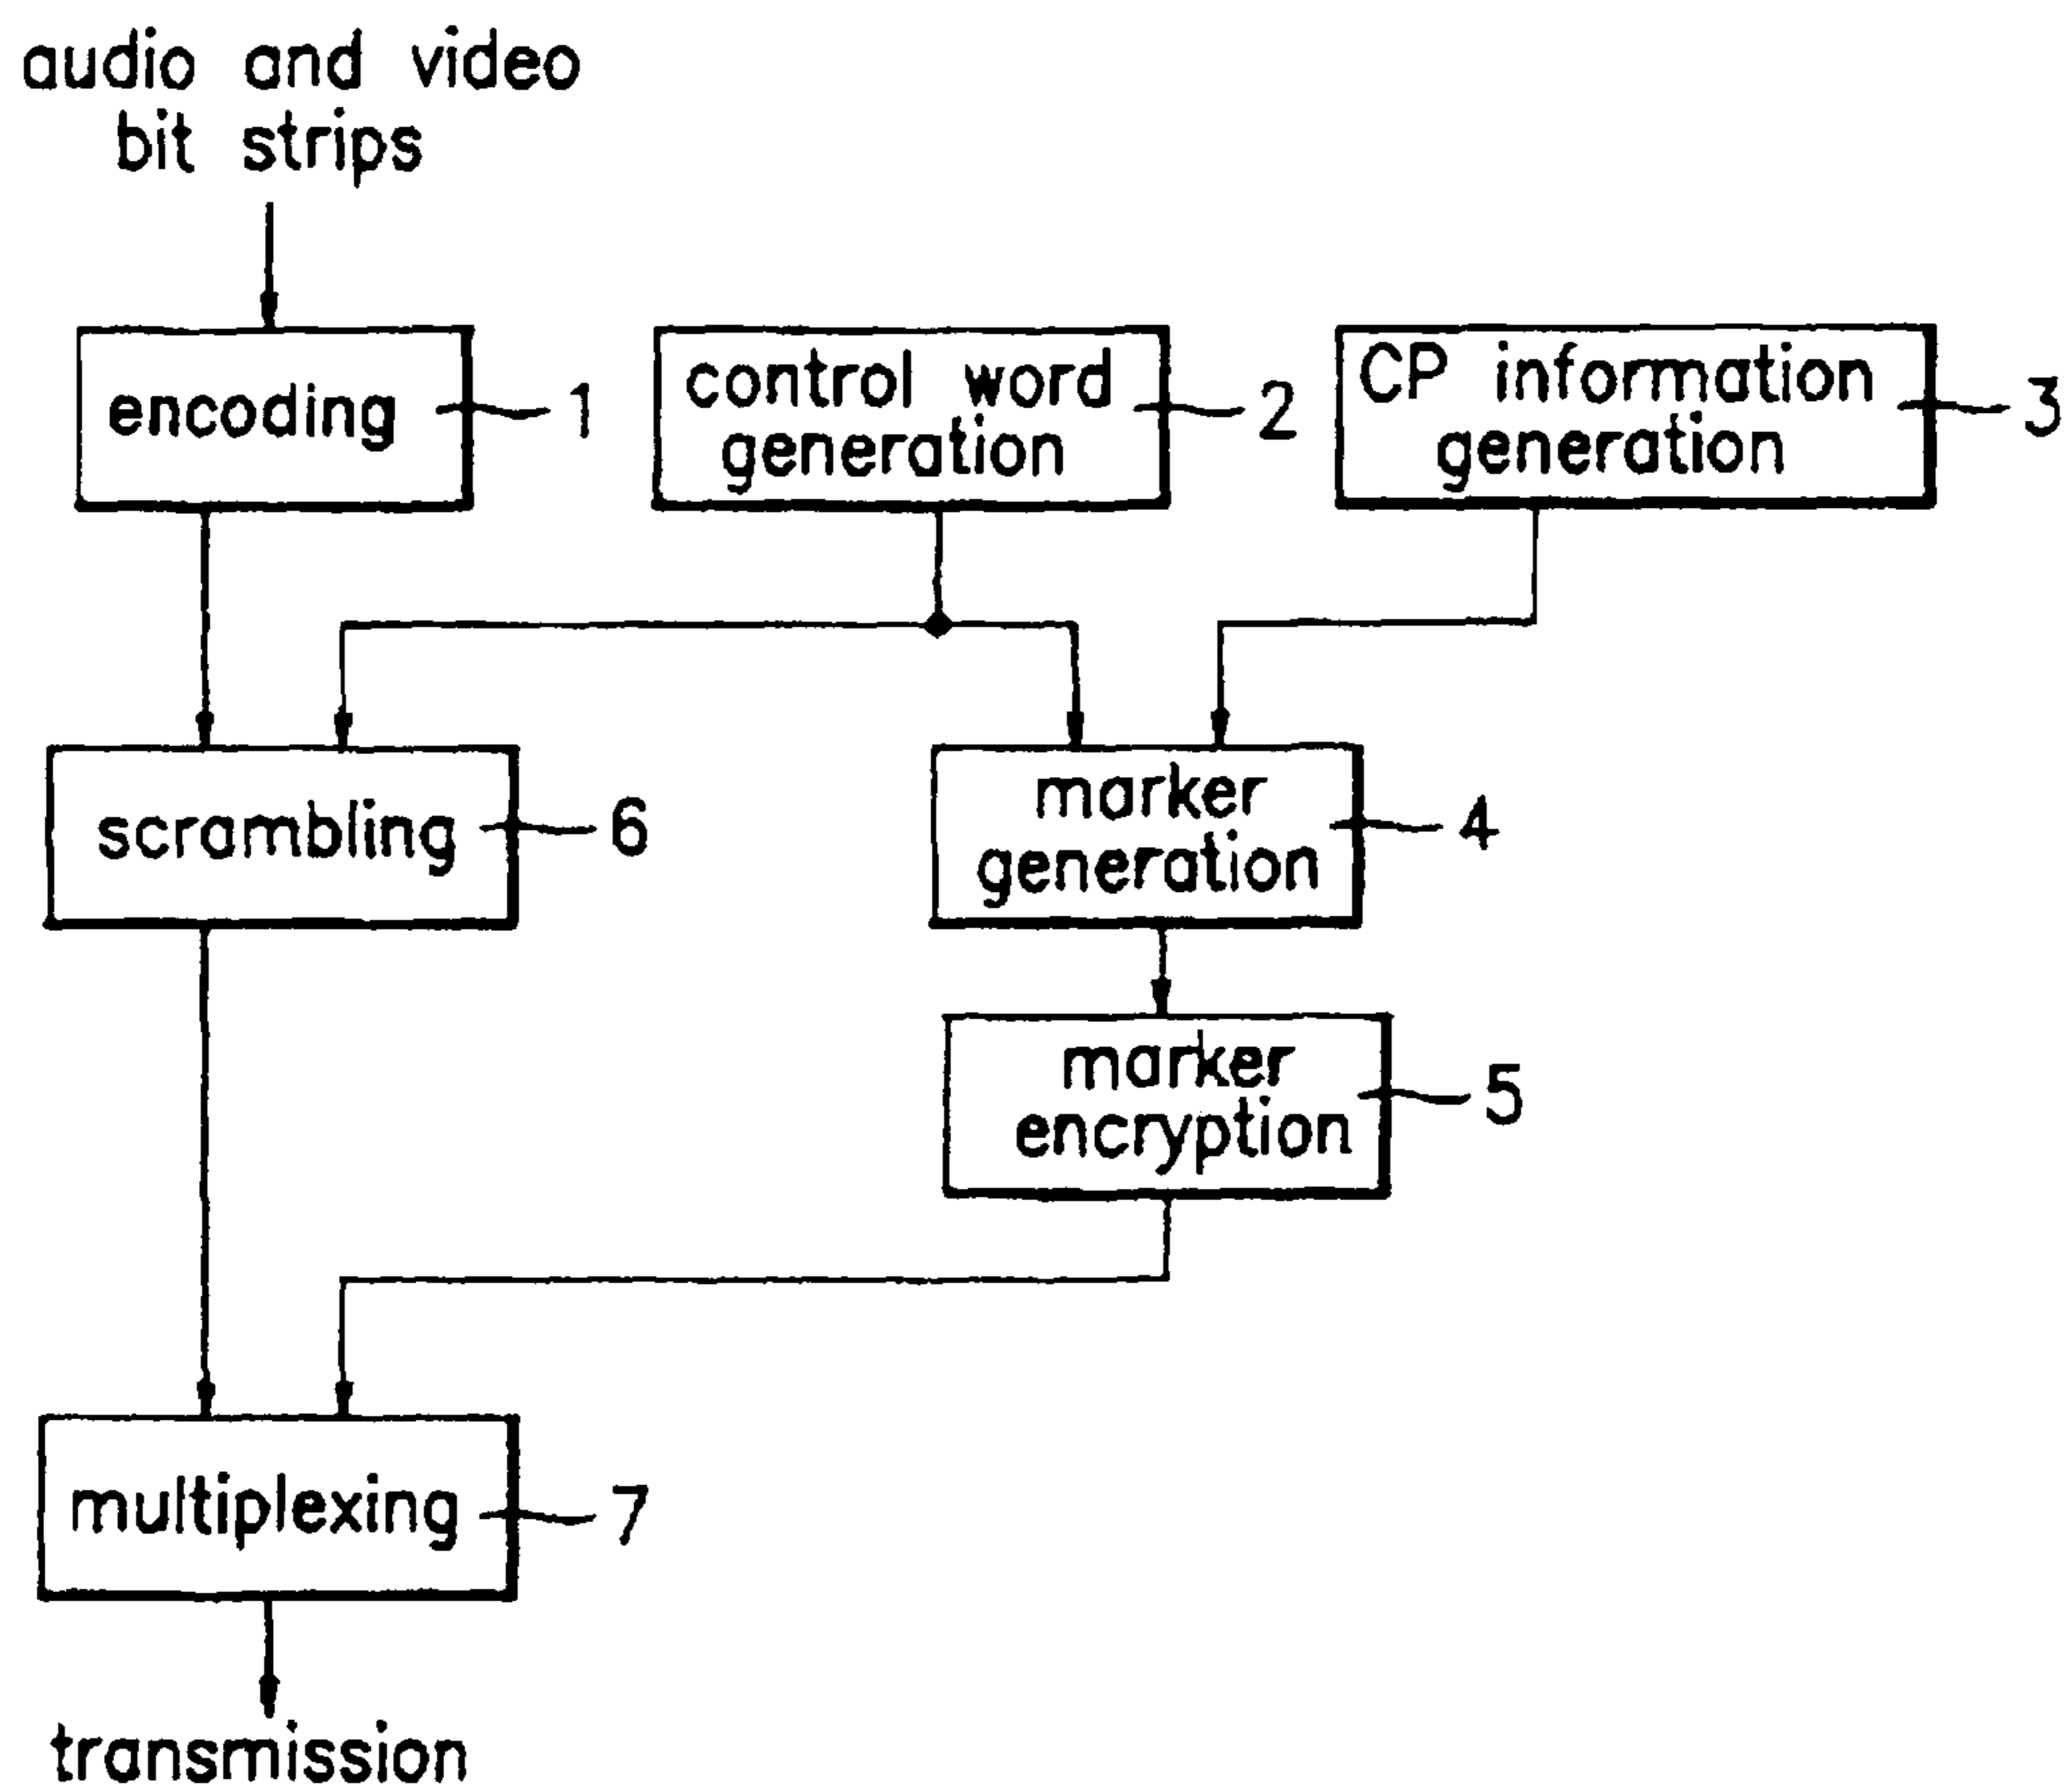 audio and video
bit strips
encoding
1
control word
generation
2
CP information
generation
3
scrambling
6
marker
generation
4
marker
encryption
5
multiplexing
7
transmission